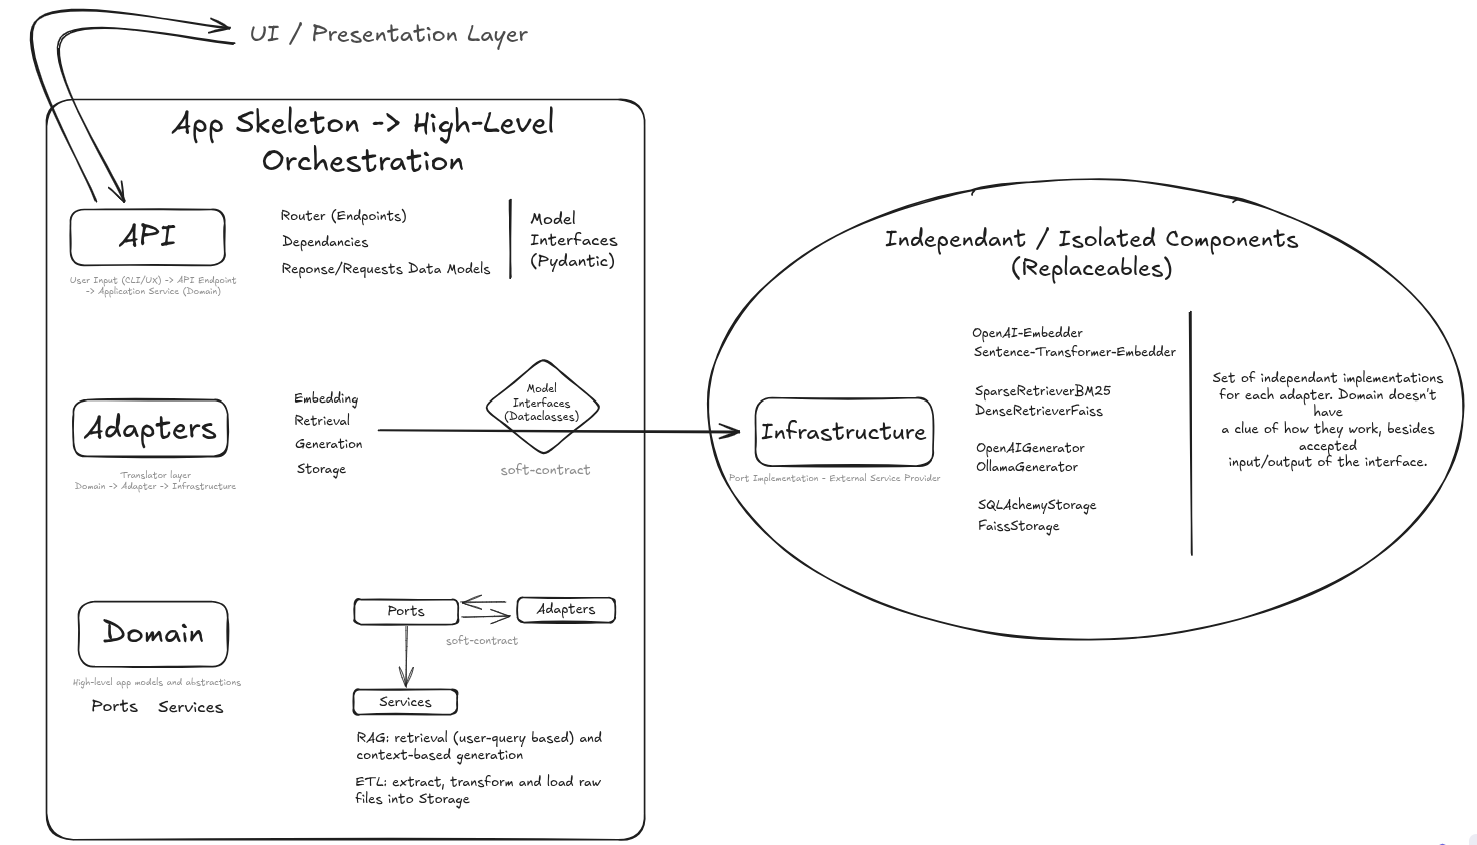 UI / Presentation Layer
App Skeleton -> High-Level
Orchestration
API
User Input (CLI/UX) -> API Endpoint
-> Application Service (Domain)
Router (Endpoints)
Dependancies
Reponse/Requests Data Models
Model
Interfaces
(Pydantic)
Adapters
Translator layer
Domain -> Adapter -> Infrastructure
Embedding
Retrieval
Generation
Storage
Model
Interfaces
(Dataclasses)
soft-contract
Domain
High-level app models and abstractions
Ports Services
Ports
Adapters
soft-contract
Services
RAG: retrieval (user-query based) and
context-based generation
ETL: extract, transform and load raw
files into Storage
Independant / Isolated Components
(Replaceables)
Infrastructure
Port Implementation - External Service Provider
OpenAI-Embedder
Sentence-Transformer-Embedder
SparseRetrieverBM25
DenseRetrieverFaiss
OpenAIGenerator
OllamaGenerator
SQLAchemyStorage
FaissStorage
Set of independant implementations
for each adapter. Domain doesn't
have
a clue of how they work, besides
accepted
input/output of the interface.